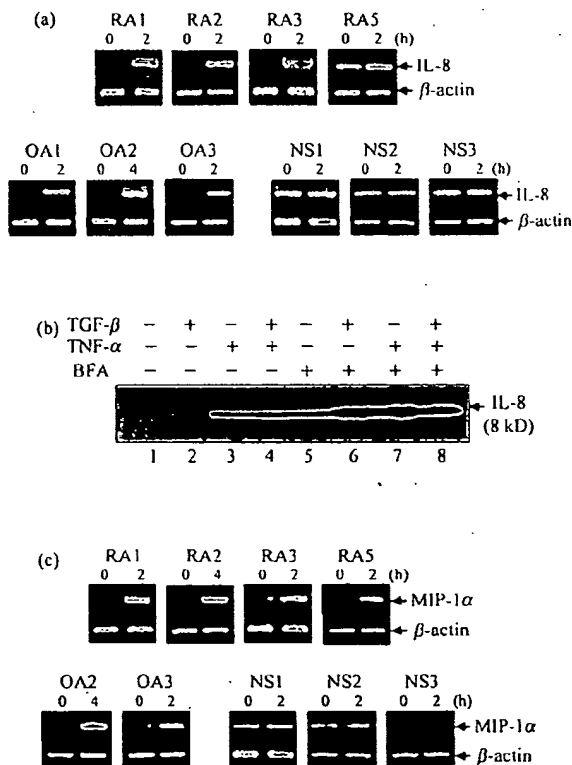 (a) RA1 RA2 RA3 RA5
0 2 0 2 0 2 0 2 (h)
IL-8
β-actin
OA1 OA2 OA3 NS1 NS2 NS3
0 2 0 4 0 2 0 2 0 2 0 2 (h)
IL-8
β-actin
(b) TGF-β − + − + − + − +
TNF-α − − + + − − + +
BFA − − − − + + + +
IL-8
(8 kD)
1 2 3 4 5 6 7 8
(c) RA1 RA2 RA3 RA5
0 2 0 4 0 2 0 2 (h)
MIP-1α
β-actin
OA2 OA3 NS1 NS2 NS3
0 4 0 2 0 2 0 2 0 2 (h)
MIP-1α
β-actin